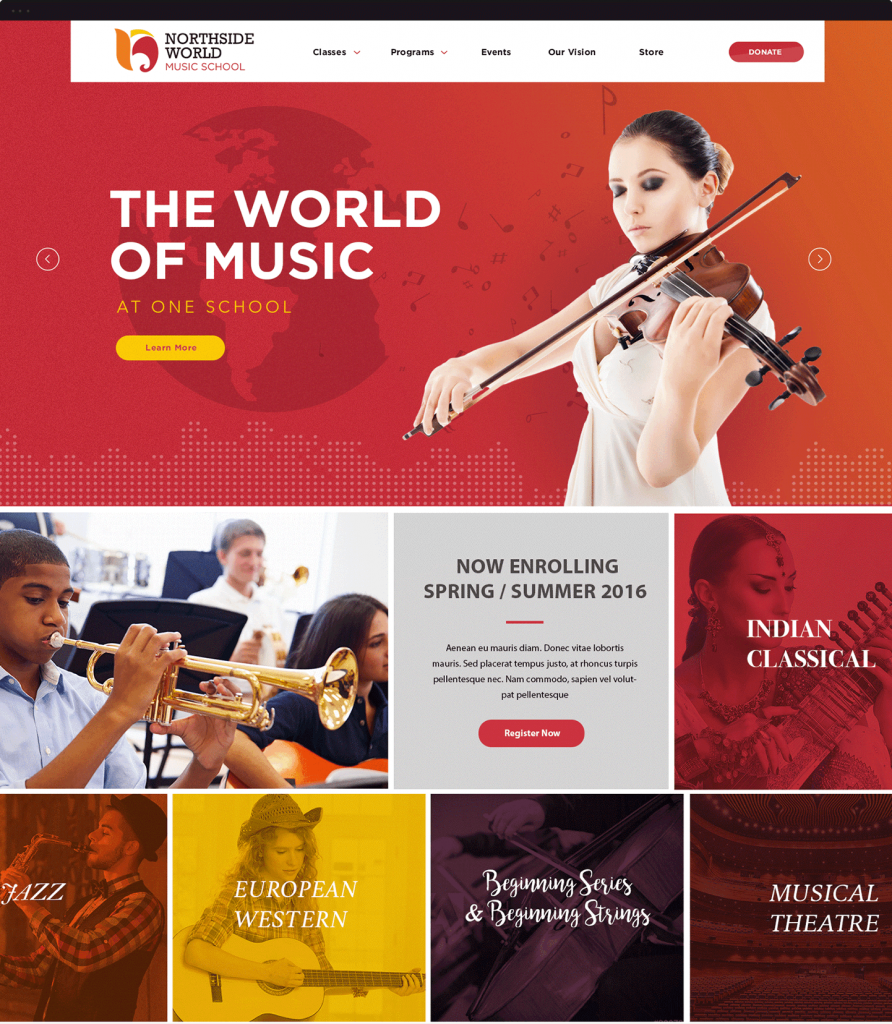 NORTHSIDE
WORLD
MUSIC SCHOOL
Classes
Programs
Events
Our Vision
Store
DONATE
THE WORLD
OF MUSIC
AT ONE SCHOOL
Learn More
NOW ENROLLING
SPRING / SUMMER 2016
Aenean eu mauris diam. Donec vitae lobortis
mauris. Sed placerat tempus justo, at rhoncus turpis
pellentesque nec. Nam commodo, sapien vel volut-
pat pellentesque
Register Now
INDIAN
CLASSICAL
JAZZ
EUROPEAN
WESTERN
Beginning Series
& Beginning Strings
MUSICAL
THEATRE